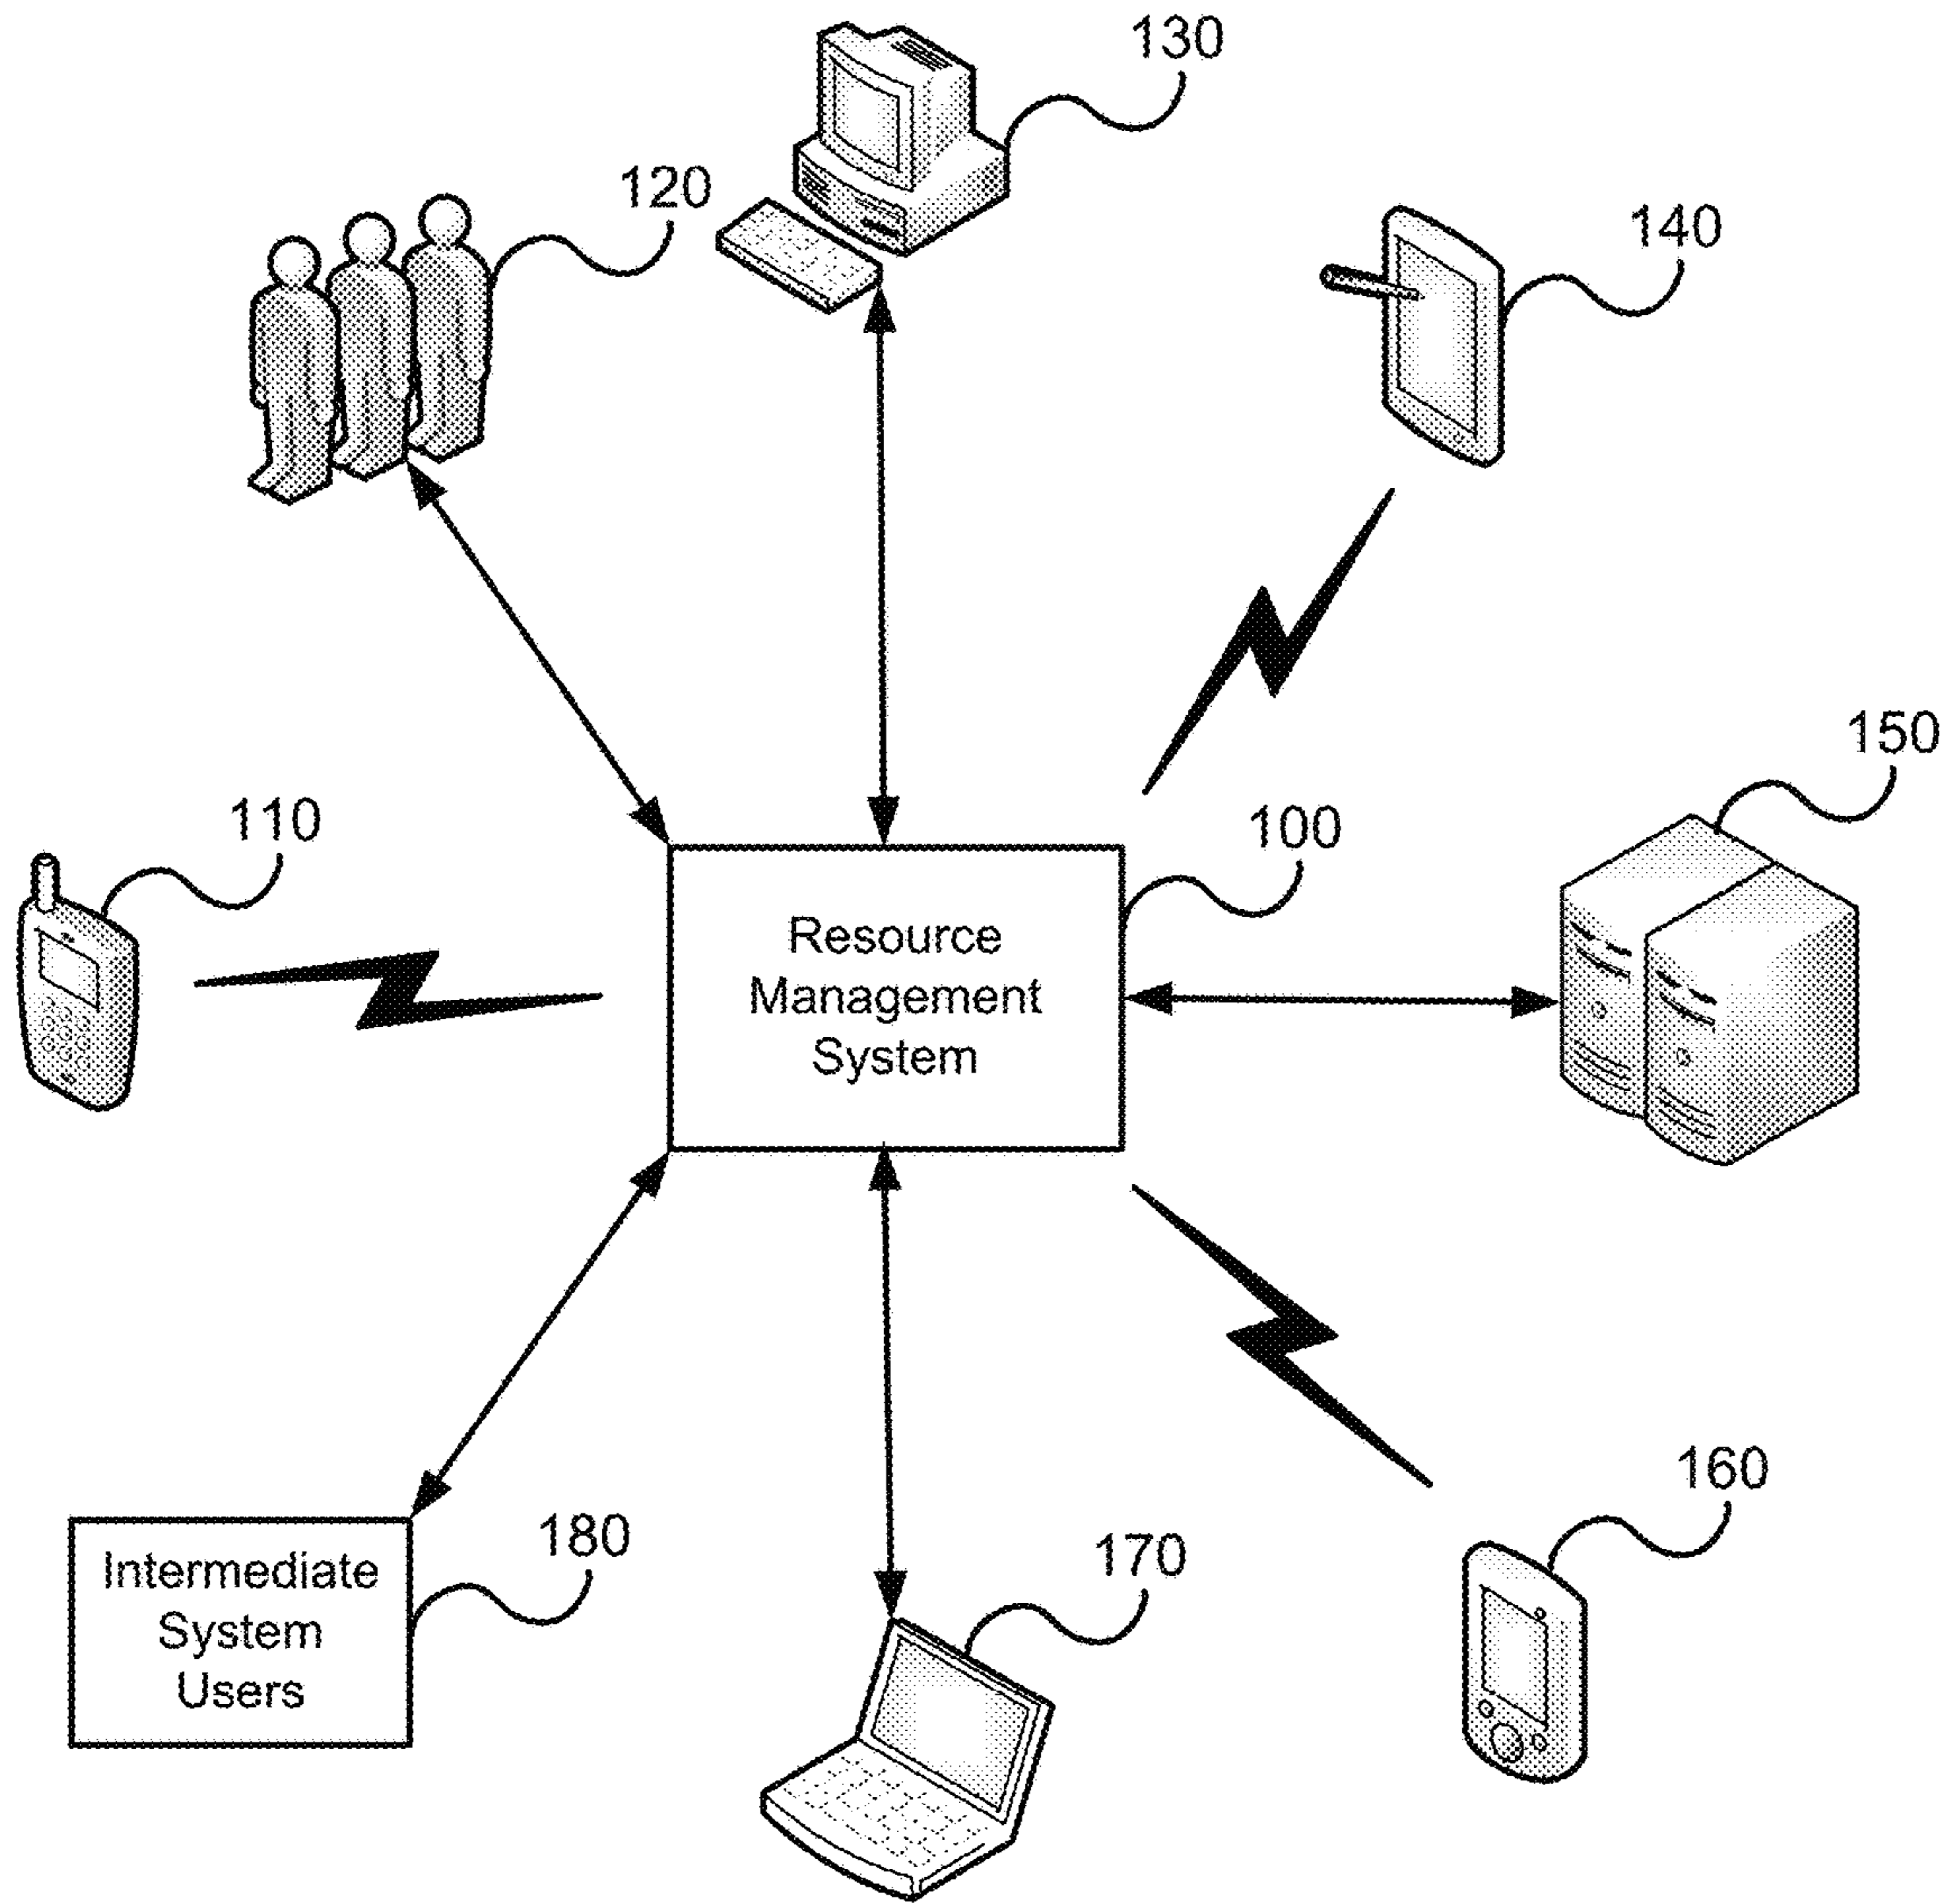 130
120
140
150
110
100
Resource
Management
System
160
180
170
Intermediate
System
Users